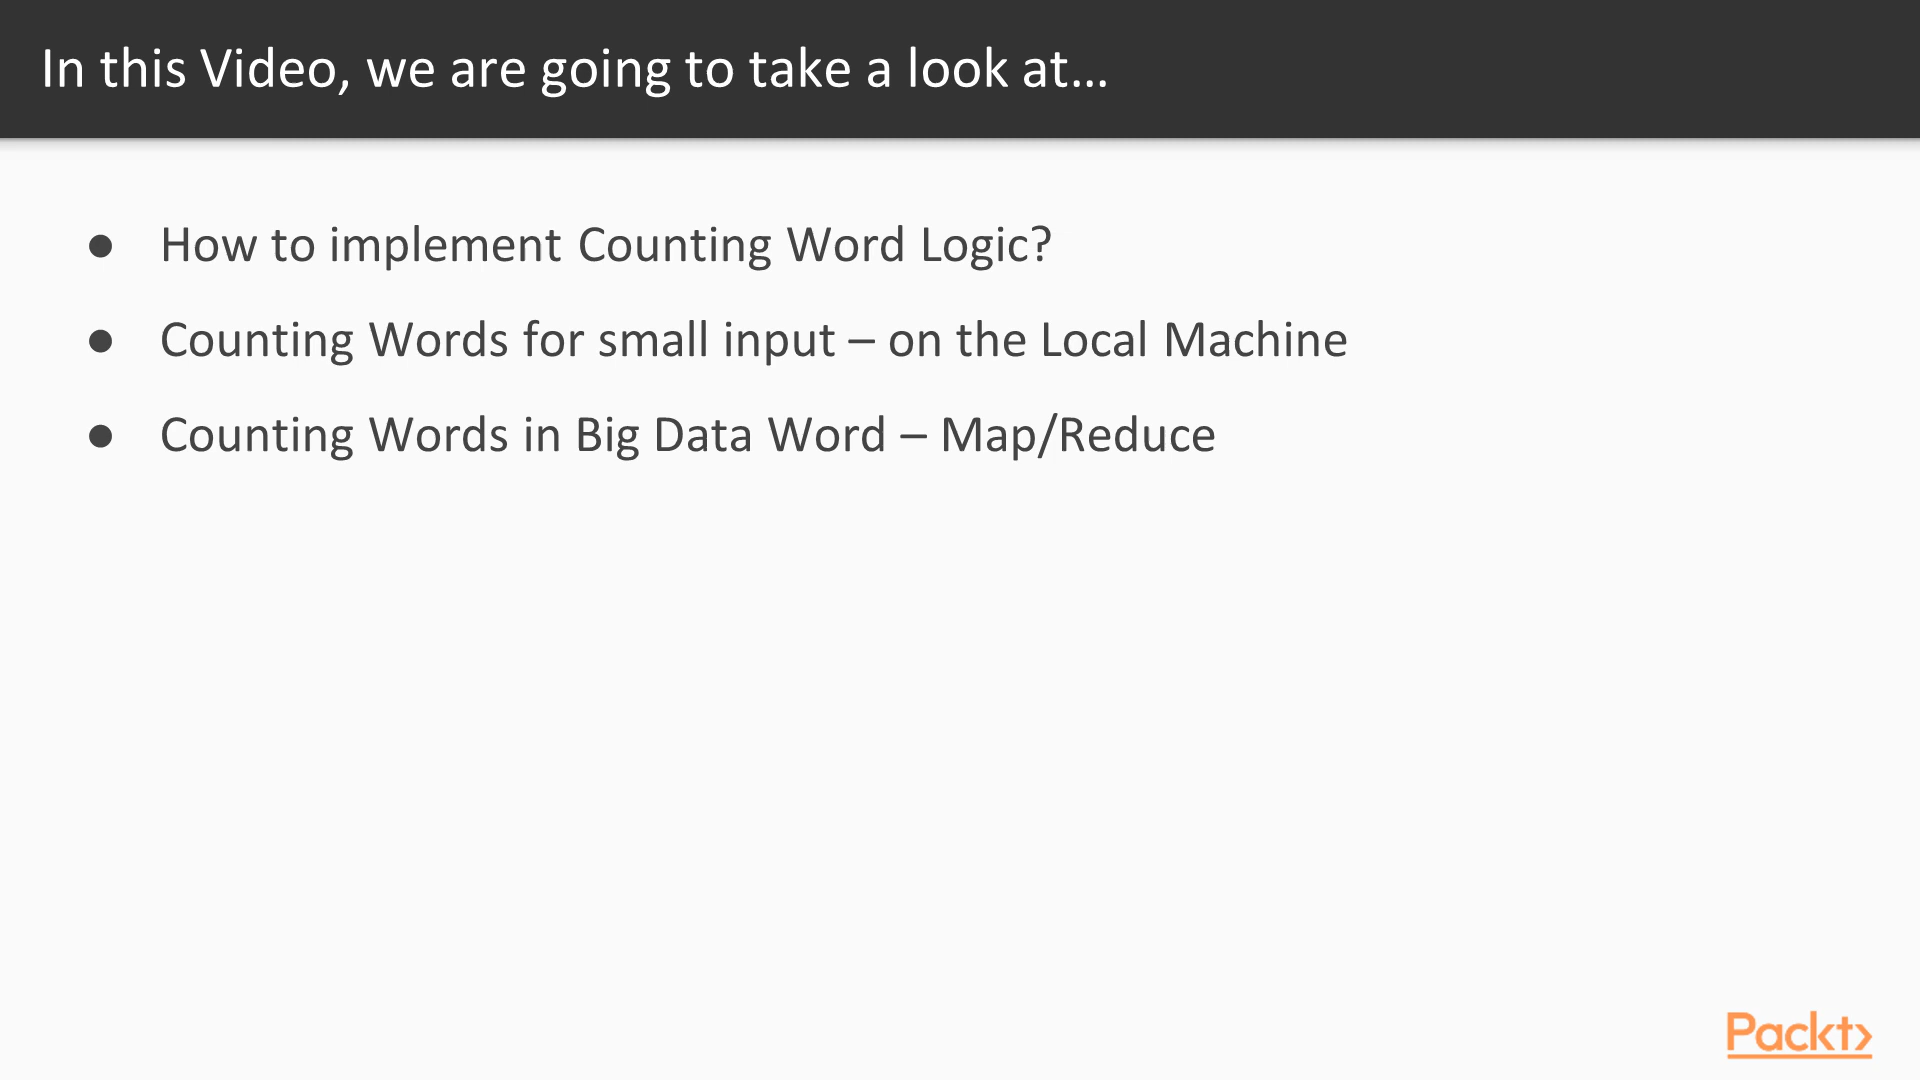 In this Video, we are going to take a look at…
● How to implement Counting Word Logic?
● Counting Words for small input – on the Local Machine
● Counting Words in Big Data Word – Map/Reduce
Packt>